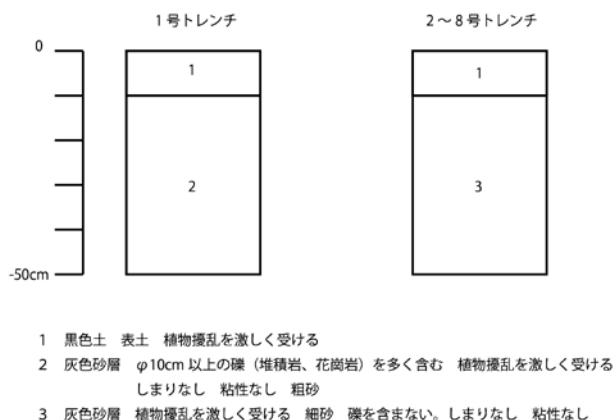 1号トレンチ
2～8号トレンチ
0
1
1
2
3
-50cm
1 黒色土 表土 植物擾乱を激しく受ける
2 灰色砂層 φ10cm以上の礫（堆積岩、花崗岩）を多く含む 植物擾乱を激しく受ける
しまりなし 粘性なし 粗砂
3 灰色砂層 植物擾乱を激しく受ける 細砂 礫を含まない。しまりなし 粘性なし